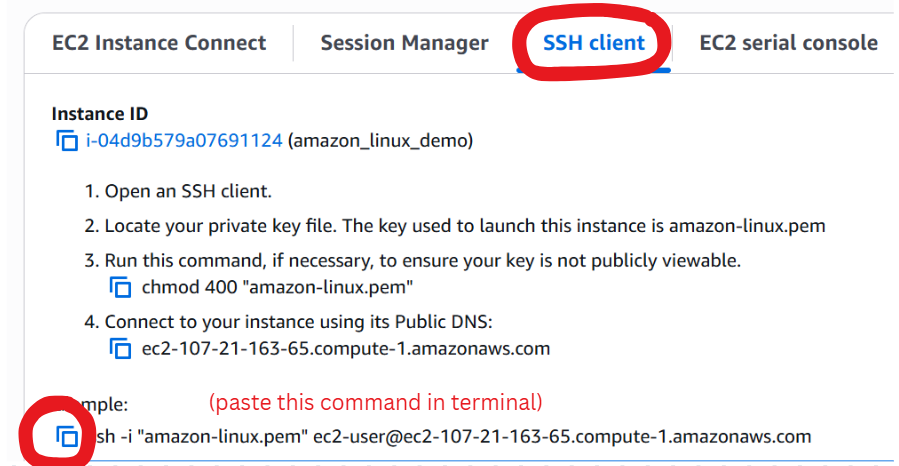 EC2 Instance Connect
Session Manager
SSH client
EC2 serial console
Instance ID
i-04d9b579a07691124 (amazon_linux_demo)
1. Open an SSH client.
2. Locate your private key file. The key used to launch this instance is amazon-linux.pem
3. Run this command, if necessary, to ensure your key is not publicly viewable.
chmod 400 "amazon-linux.pem"
4. Connect to your instance using its Public DNS:
ec2-107-21-163-65.compute-1.amazonaws.com
mple:
(paste this command in terminal)
sh -i "amazon-linux.pem" ec2-user@ec2-107-21-163-65.compute-1.amazonaws.com